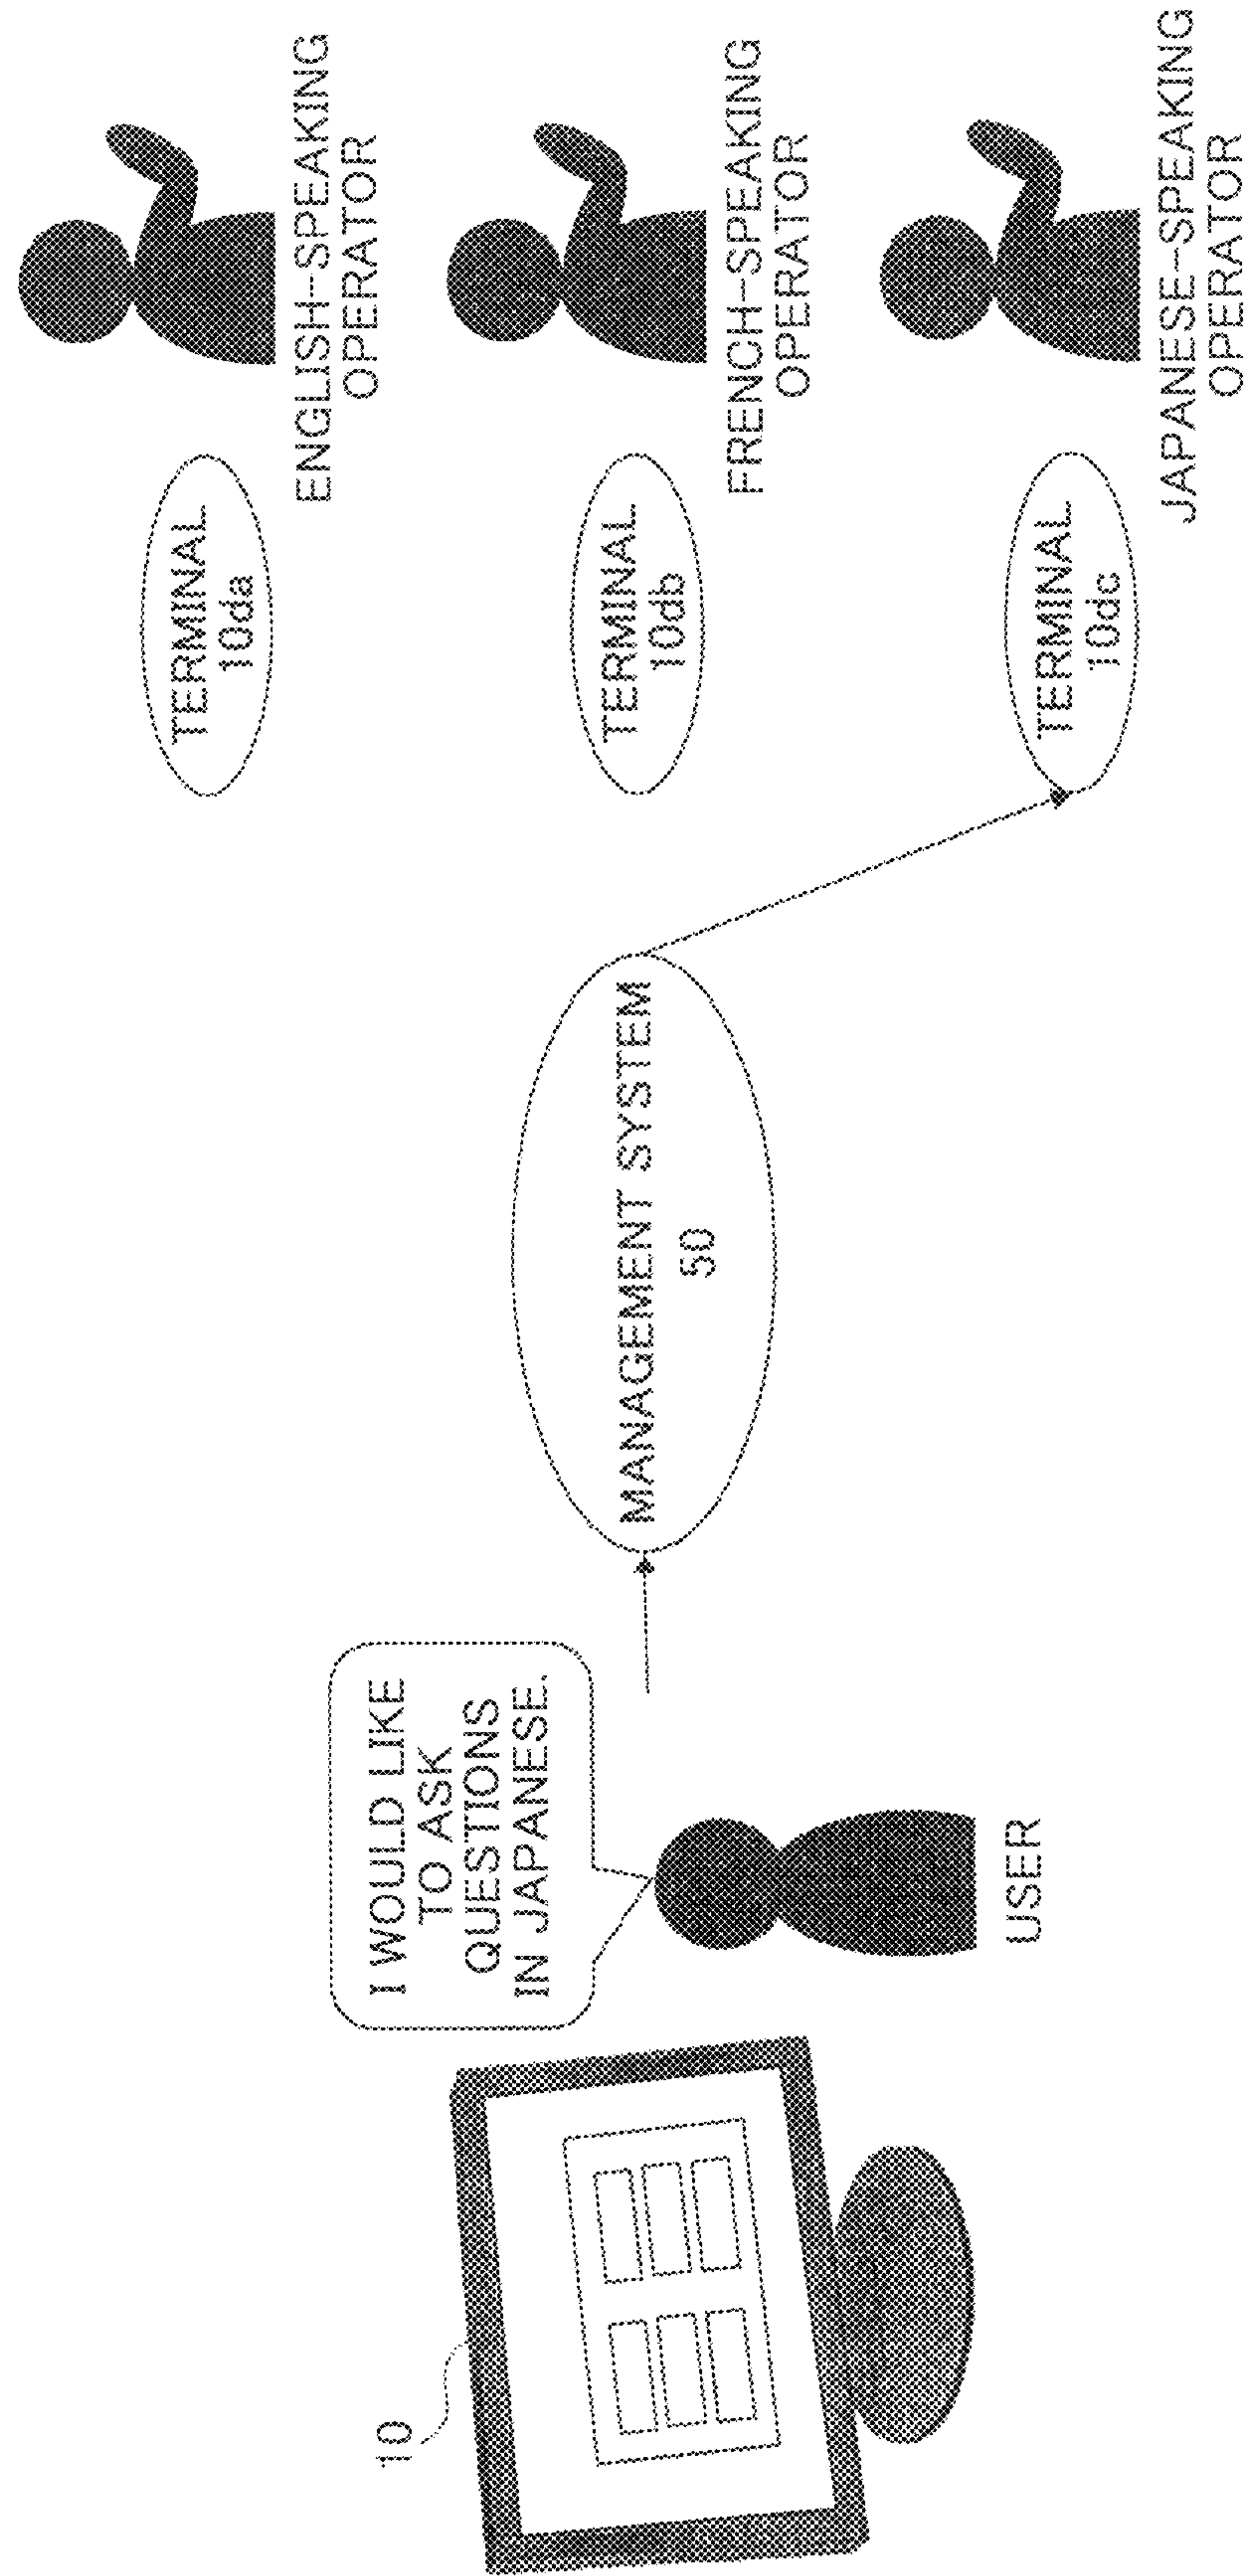 10
I WOULD LIKE
TO ASK
QUESTIONS
IN JAPANESE.
USER
MANAGEMENT SYSTEM
50
TERMINAL
10da
ENGLISH-SPEAKING
OPERATOR
TERMINAL
10db
FRENCH-SPEAKING
OPERATOR
TERMINAL
10dc
JAPANESE-SPEAKING
OPERATOR